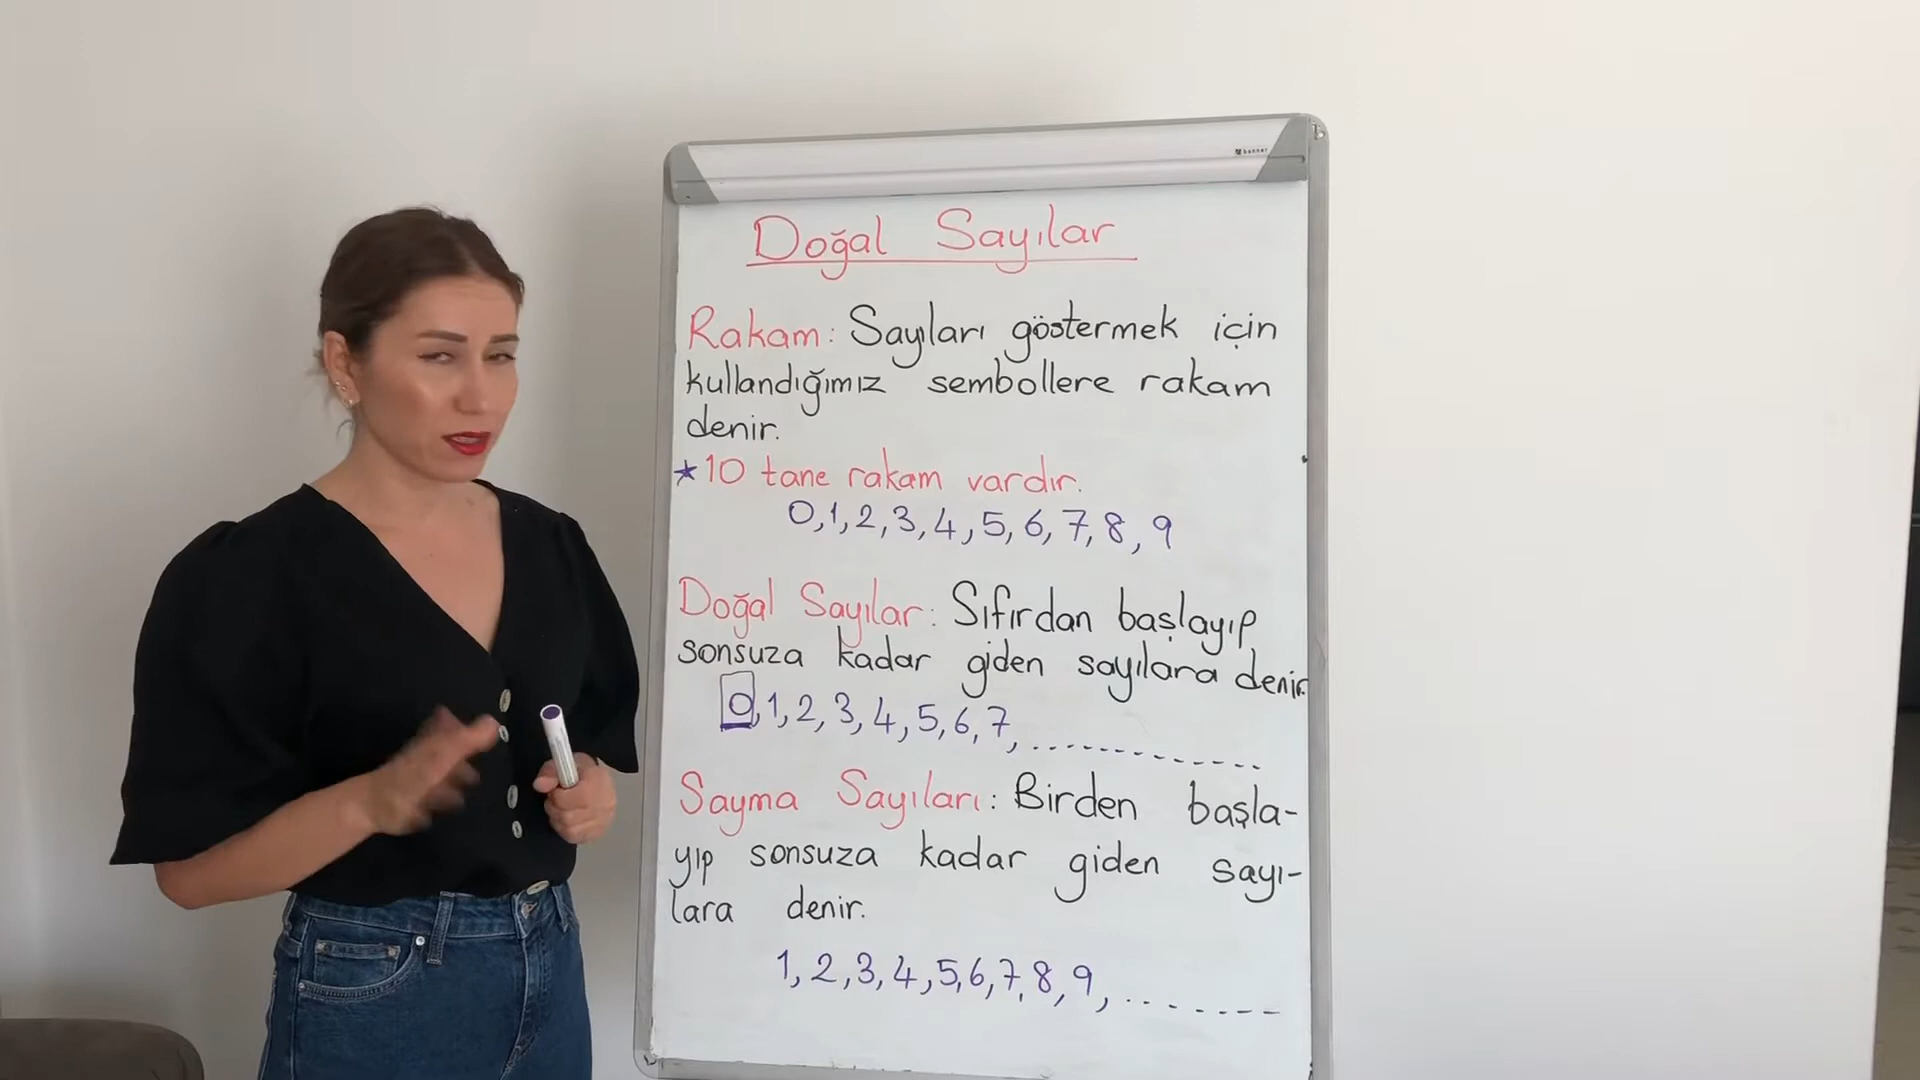 banner
Doğal Sayılar
Rakam: Sayıları göstermek için
kullandığımız sembollere rakam
denir.
★10 tane rakam vardır.
0,1,2,3,4,5,6,7,8,9
Doğal Sayılar: Sıfırdan başlayıp
sonsuza kadar giden sayılara denir.
0,1,2,3,4,5,6,7,.............
Sayma Sayıları: Birden başla-
yıp sonsuza kadar giden sayı-
lara denir.
1,2,3,4,5,6,7,8,9,........